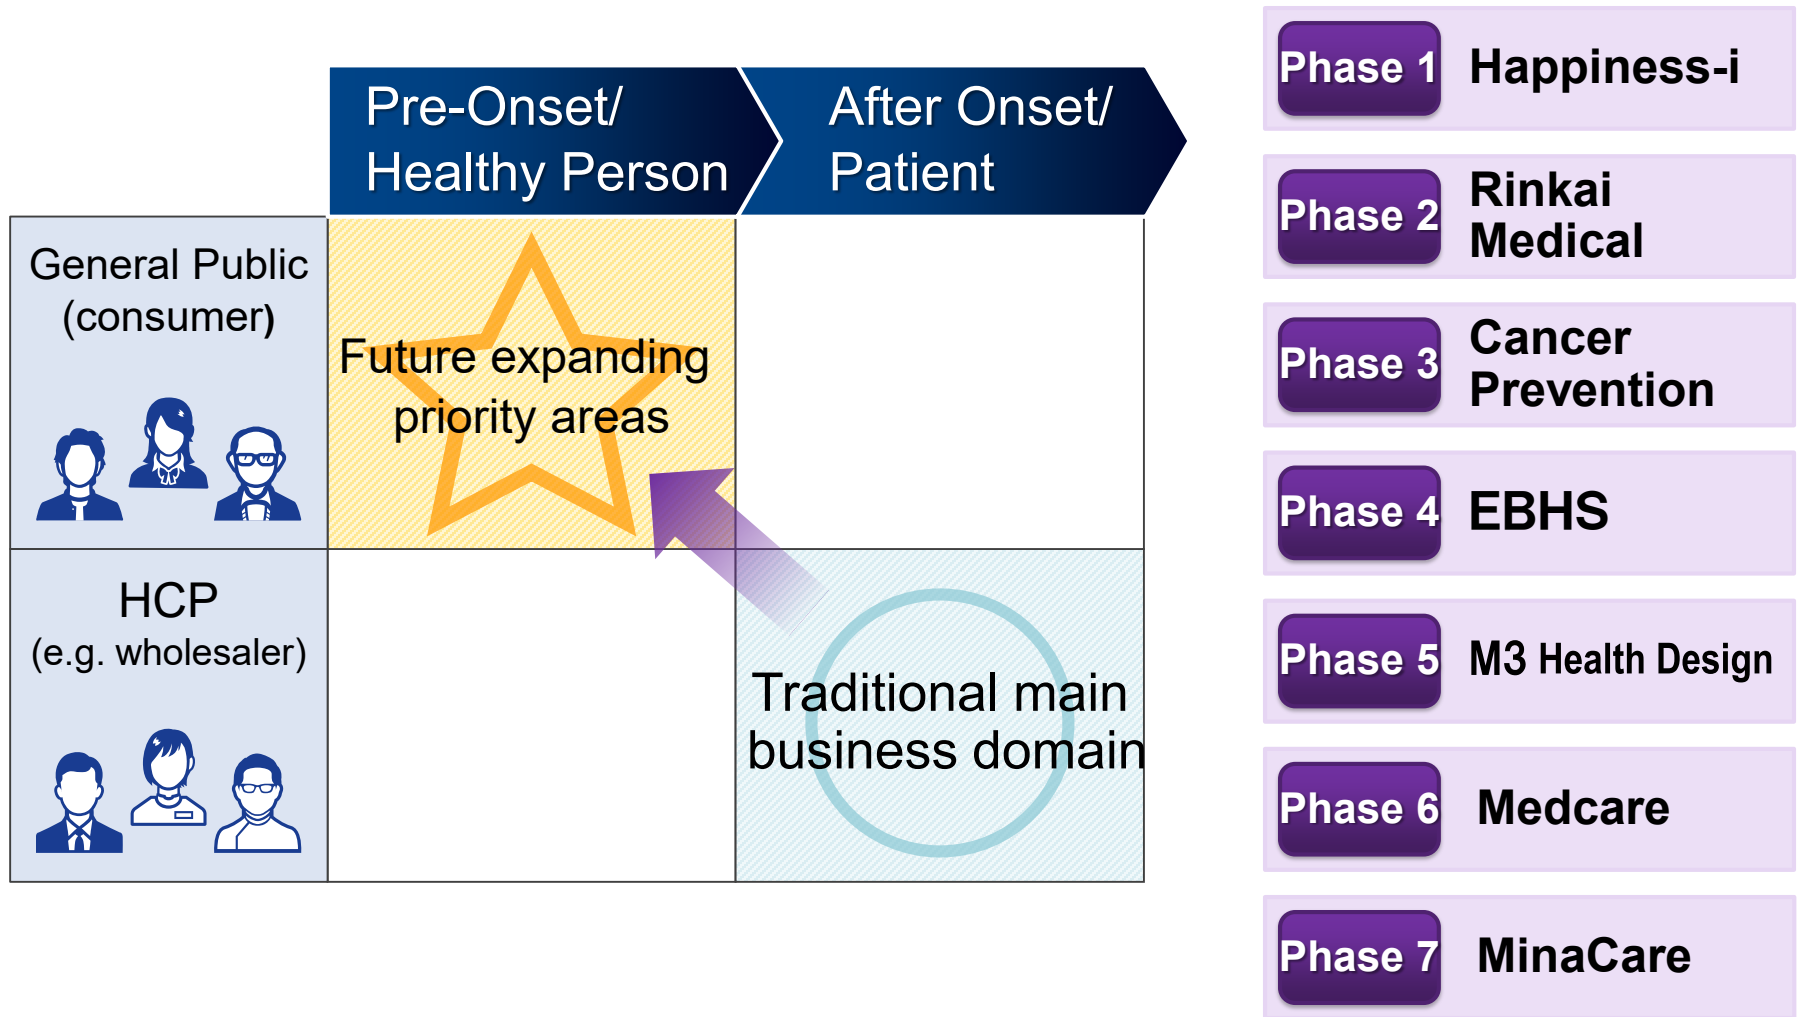 Pre-Onset/
Healthy Person
After Onset/
Patient
General Public
(consumer)
Future expanding
priority areas
HCP
(e.g. wholesaler)
Traditional main
business domain
Phase 1
Happiness-i
Phase 2
Rinkai
Medical
Phase 3
Cancer
Prevention
Phase 4
EBHS
Phase 5
M3 Health Design
Phase 6
Medcare
Phase 7
MinaCare